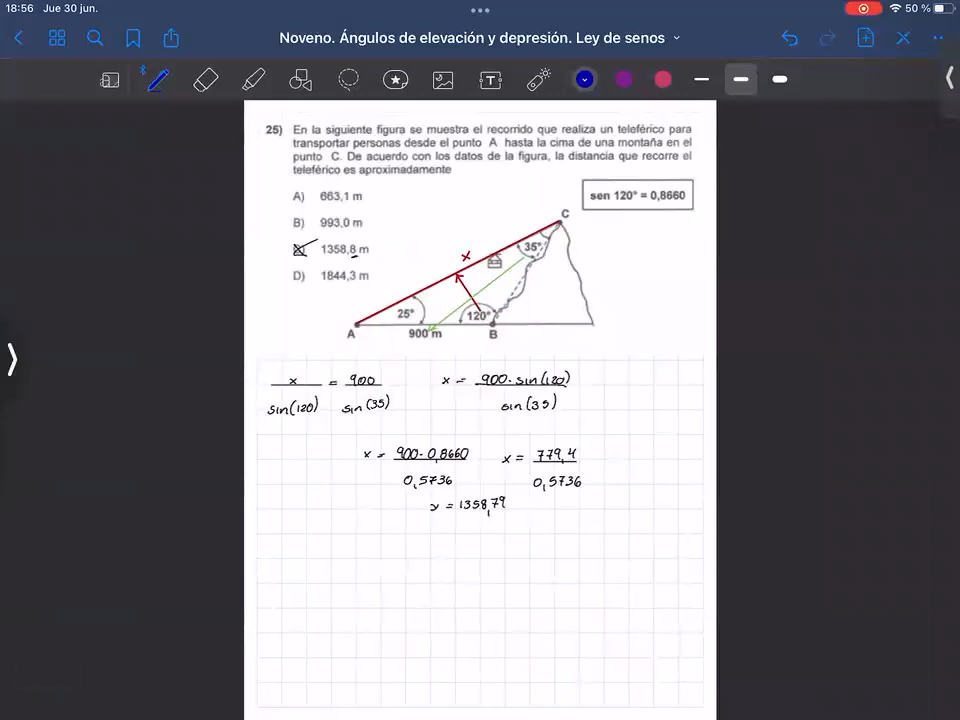 18:56 Jue 30 jun.
50 %
Noveno. Ángulos de elevación y depresión. Ley de senos
25) En la siguiente figura se muestra el recorrido que realiza un teleférico para
transportar personas desde el punto A hasta la cima de una montaña en el
punto C. De acuerdo con los datos de la figura, la distancia que recorre el
teleférico es aproximadamente
sen 120° = 0,8660
A) 663,1 m
B) 993,0 m
1358,8 m
D) 1844,3 m
C
35°
x
25°
120°
A
900 m
B
x / sin(120) = 900 / sin(35)
x = 900 · sin(120) / sin(35)
x = 900 · 0,8660 / 0,5736
x = 779,4 / 0,5736
x = 1358,79